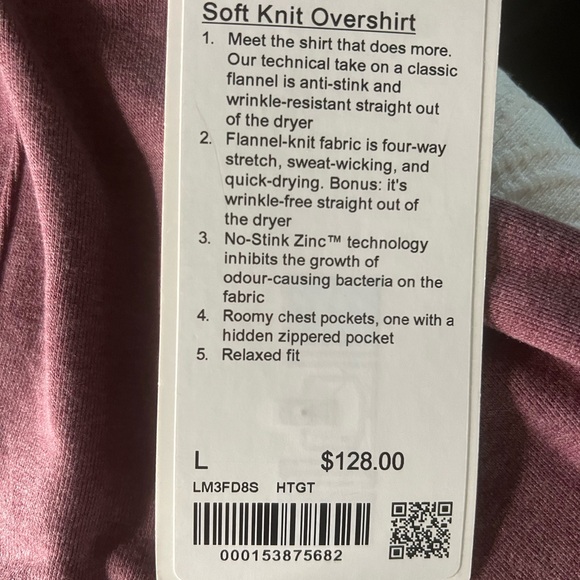 Soft Knit Overshirt
1. Meet the shirt that does more.
Our technical take on a classic
flannel is anti-stink and
wrinkle-resistant straight out
of the dryer
2. Flannel-knit fabric is four-way
stretch, sweat-wicking, and
quick-drying. Bonus: it's
wrinkle-free straight out of
the dryer
3. No-Stink Zinc™ technology
inhibits the growth of
odour-causing bacteria on the
fabric
4. Roomy chest pockets, one with a
hidden zippered pocket
5. Relaxed fit
L $128.00
LM3FD8S HTGT
000153875682